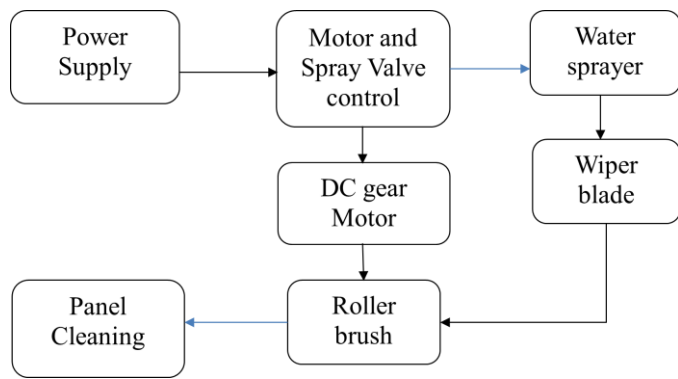 Power
Supply
Motor and
Spray Valve
control
Water
sprayer
DC gear
Motor
Wiper
blade
Panel
Cleaning
Roller
brush